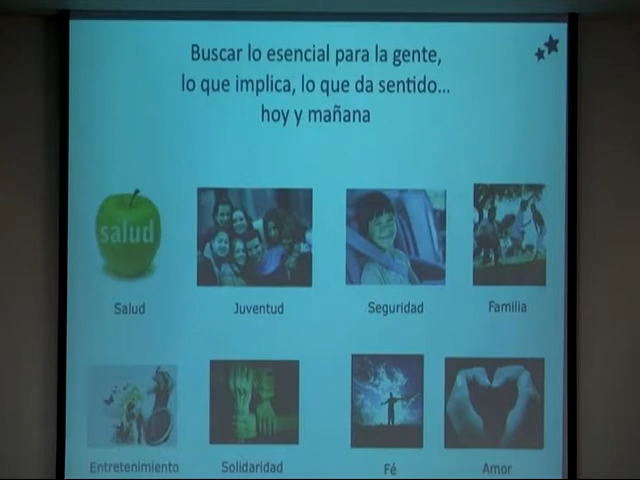 Buscar lo esencial para la gente,
lo que implica, lo que da sentido...
hoy y mañana
salud
Salud
Juventud
Seguridad
Familia
Entretenimiento
Solidaridad
Fé
Amor